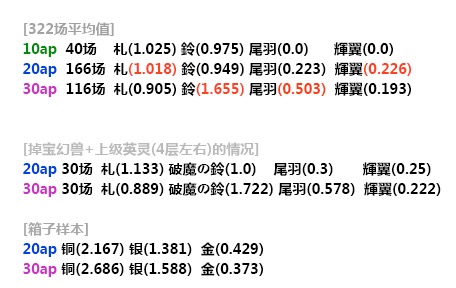 [322场平均值]
10ap 40场 札(1.025) 鈴(0.975) 尾羽(0.0) 輝翼(0.0)
20ap 166场 札(1.018) 鈴(0.949) 尾羽(0.223) 輝翼(0.226)
30ap 116场 札(0.905) 鈴(1.655) 尾羽(0.503) 輝翼(0.193)
[掉宝幻兽+上级英灵(4层左右)的情况]
20ap 30场 札(1.133) 破魔の鈴(1.0) 尾羽(0.3) 輝翼(0.25)
30ap 30场 札(0.889) 破魔の鈴(1.722) 尾羽(0.578) 輝翼(0.222)
[箱子样本]
20ap 铜(2.167) 银(1.381) 金(0.429)
30ap 铜(2.686) 银(1.588) 金(0.373)